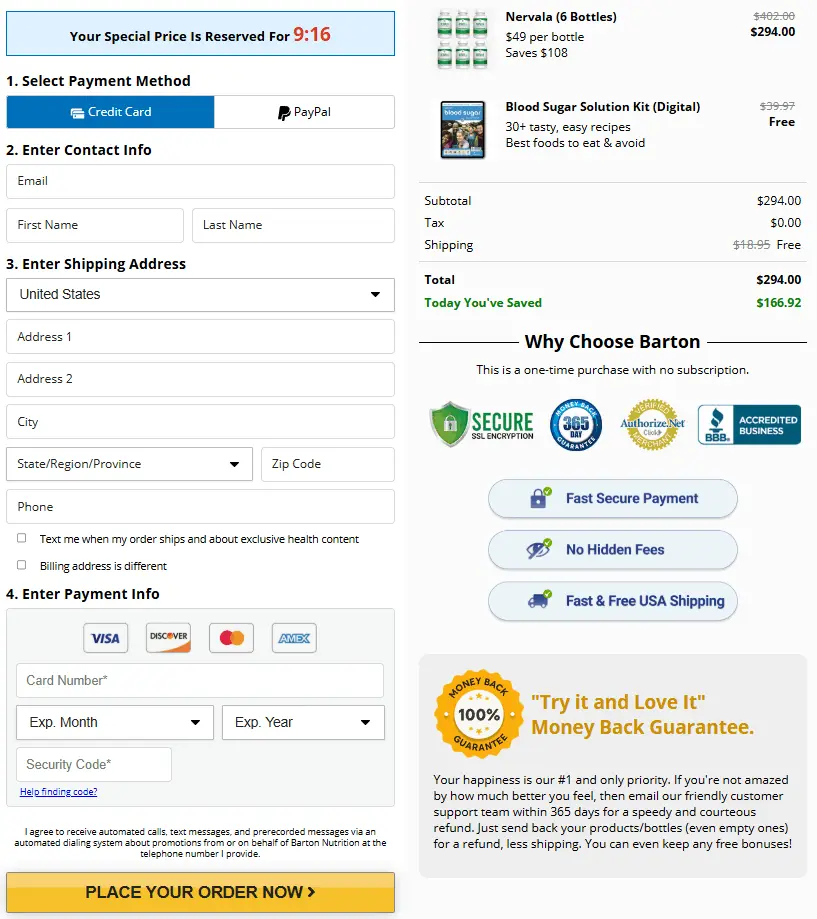 Your Special Price Is Reserved For 9:16
1. Select Payment Method
Credit Card
PayPal
2. Enter Contact Info
Email
First Name
Last Name
3. Enter Shipping Address
United States
Address 1
Address 2
City
State/Region/Province
Zip Code
Phone
Text me when my order ships and about exclusive health content
Billing address is different
4. Enter Payment Info
VISA
DISCOVER
AMEX
Card Number*
Exp. Month
Exp. Year
Security Code*
Help finding code?
I agree to receive automated calls, text messages, and prerecorded messages via an
automated dialing system about promotions from or on behalf of Barton Nutrition at the
telephone number I provide.
PLACE YOUR ORDER NOW
Nervala (6 Bottles)
$402.00
$49 per bottle
$294.00
Saves $108
blood sugar
Blood Sugar Solution Kit (Digital)
$39.97
30+ tasty, easy recipes
Free
Best foods to eat & avoid
Subtotal
$294.00
Tax
$0.00
Shipping
$18.95 Free
Total
$294.00
Today You've Saved
$166.92
Why Choose Barton
This is a one-time purchase with no subscription.
SECURE
SSL ENCRYPTION
MONEY BACK
365
DAY
GUARANTEE
VERIFIED
Authorize.Net
Click
MERCHANT
BBB.
ACCREDITED
BUSINESS
Fast Secure Payment
No Hidden Fees
Fast & Free USA Shipping
MONEY BACK
100%
GUARANTEE
"Try it and Love It"
Money Back Guarantee.
Your happiness is our #1 and only priority. If you're not amazed
by how much better you feel, then email our friendly customer
support team within 365 days for a speedy and courteous
refund. Just send back your products/bottles (even empty ones)
for a refund, less shipping. You can even keep any free bonuses!